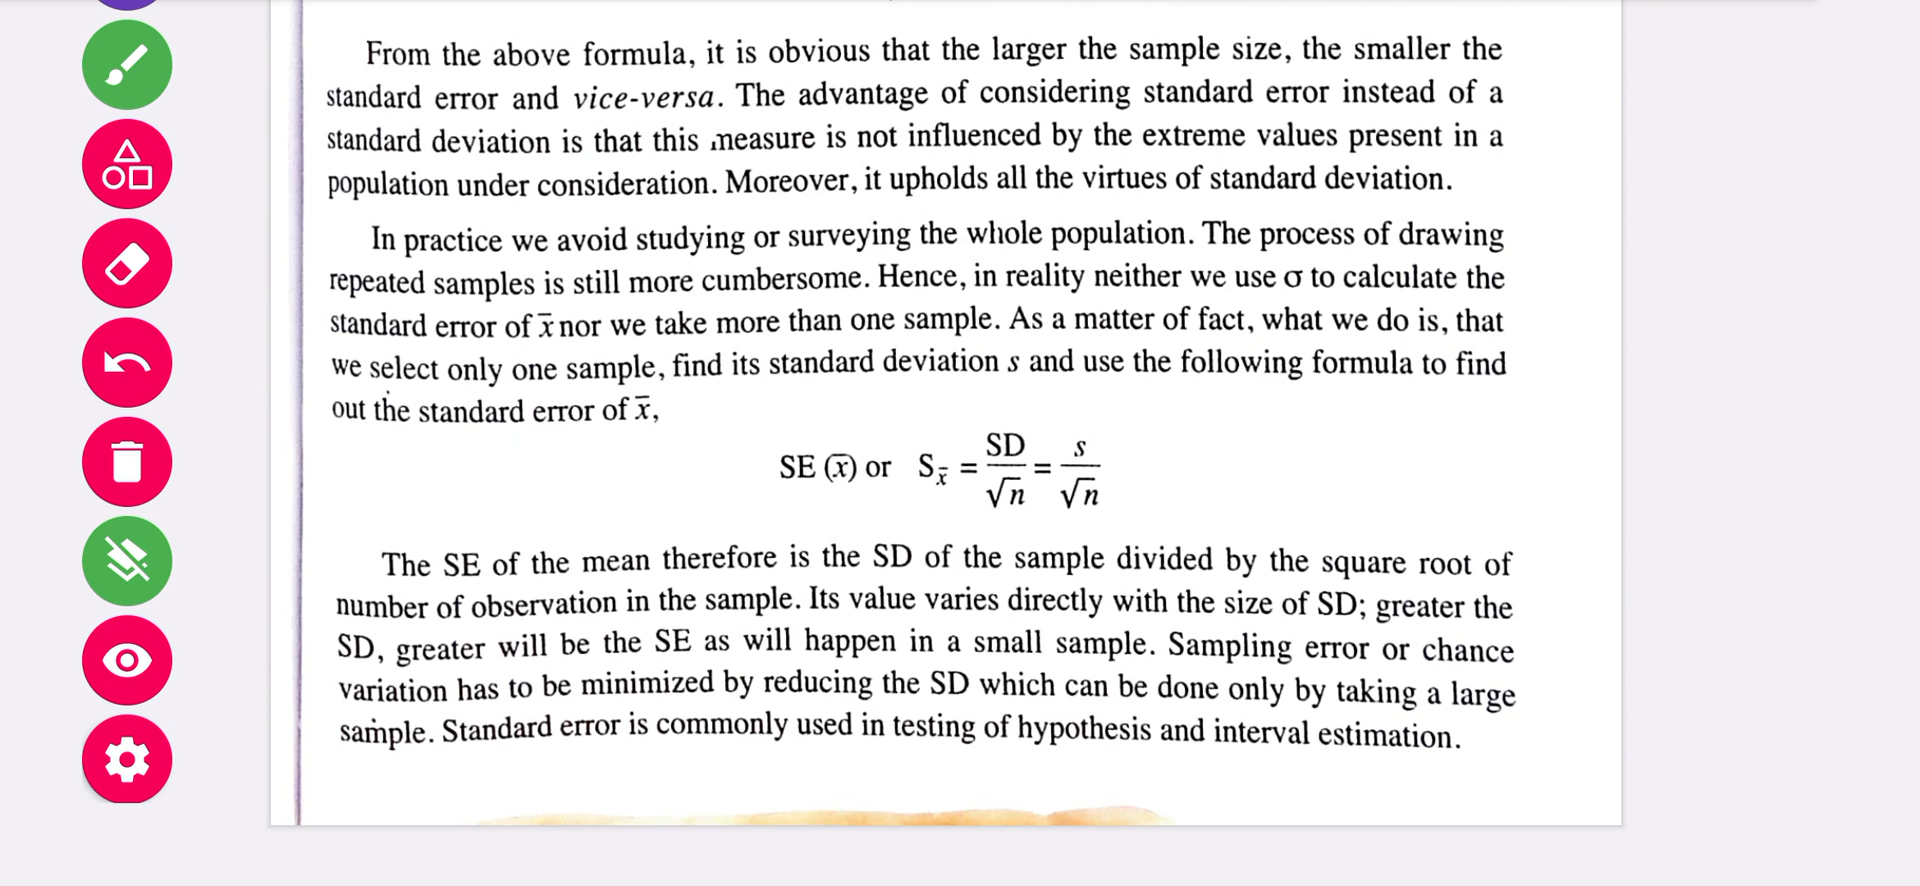 From the above formula, it is obvious that the larger the sample size, the smaller the
standard error and vice-versa. The advantage of considering standard error instead of a
standard deviation is that this measure is not influenced by the extreme values present in a
population under consideration. Moreover, it upholds all the virtues of standard deviation.
In practice we avoid studying or surveying the whole population. The process of drawing
repeated samples is still more cumbersome. Hence, in reality neither we use σ to calculate the
standard error of x̄ nor we take more than one sample. As a matter of fact, what we do is, that
we select only one sample, find its standard deviation s and use the following formula to find
out the standard error of x̄,
SE (x̄) or S_x̄ = SD/√n = s/√n
The SE of the mean therefore is the SD of the sample divided by the square root of
number of observation in the sample. Its value varies directly with the size of SD; greater the
SD, greater will be the SE as will happen in a small sample. Sampling error or chance
variation has to be minimized by reducing the SD which can be done only by taking a large
sample. Standard error is commonly used in testing of hypothesis and interval estimation.